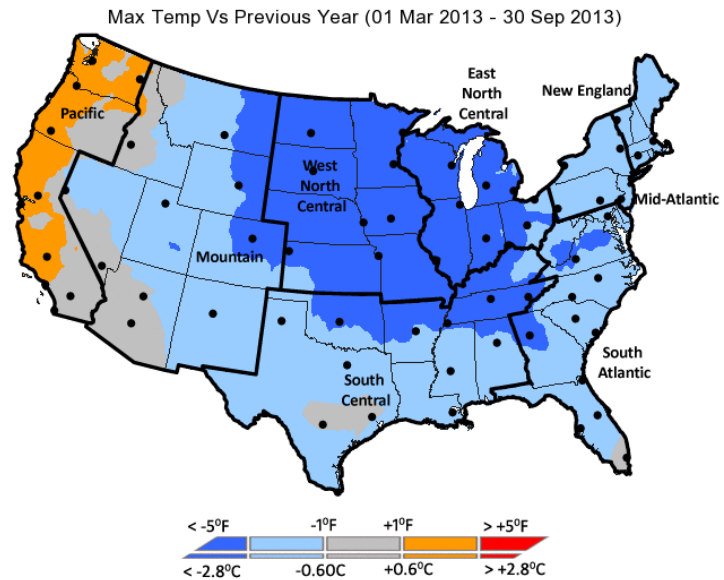 Max Temp Vs Previous Year (01 Mar 2013 - 30 Sep 2013)
East
North
Central
New England
Pacific
West
North
Central
Mid-Atlantic
Mountain
South
Atlantic
South
Central
< -5⁰F -1⁰F +1⁰F > +5⁰F
< -2.8⁰C -0.60C +0.6⁰C > +2.8⁰C